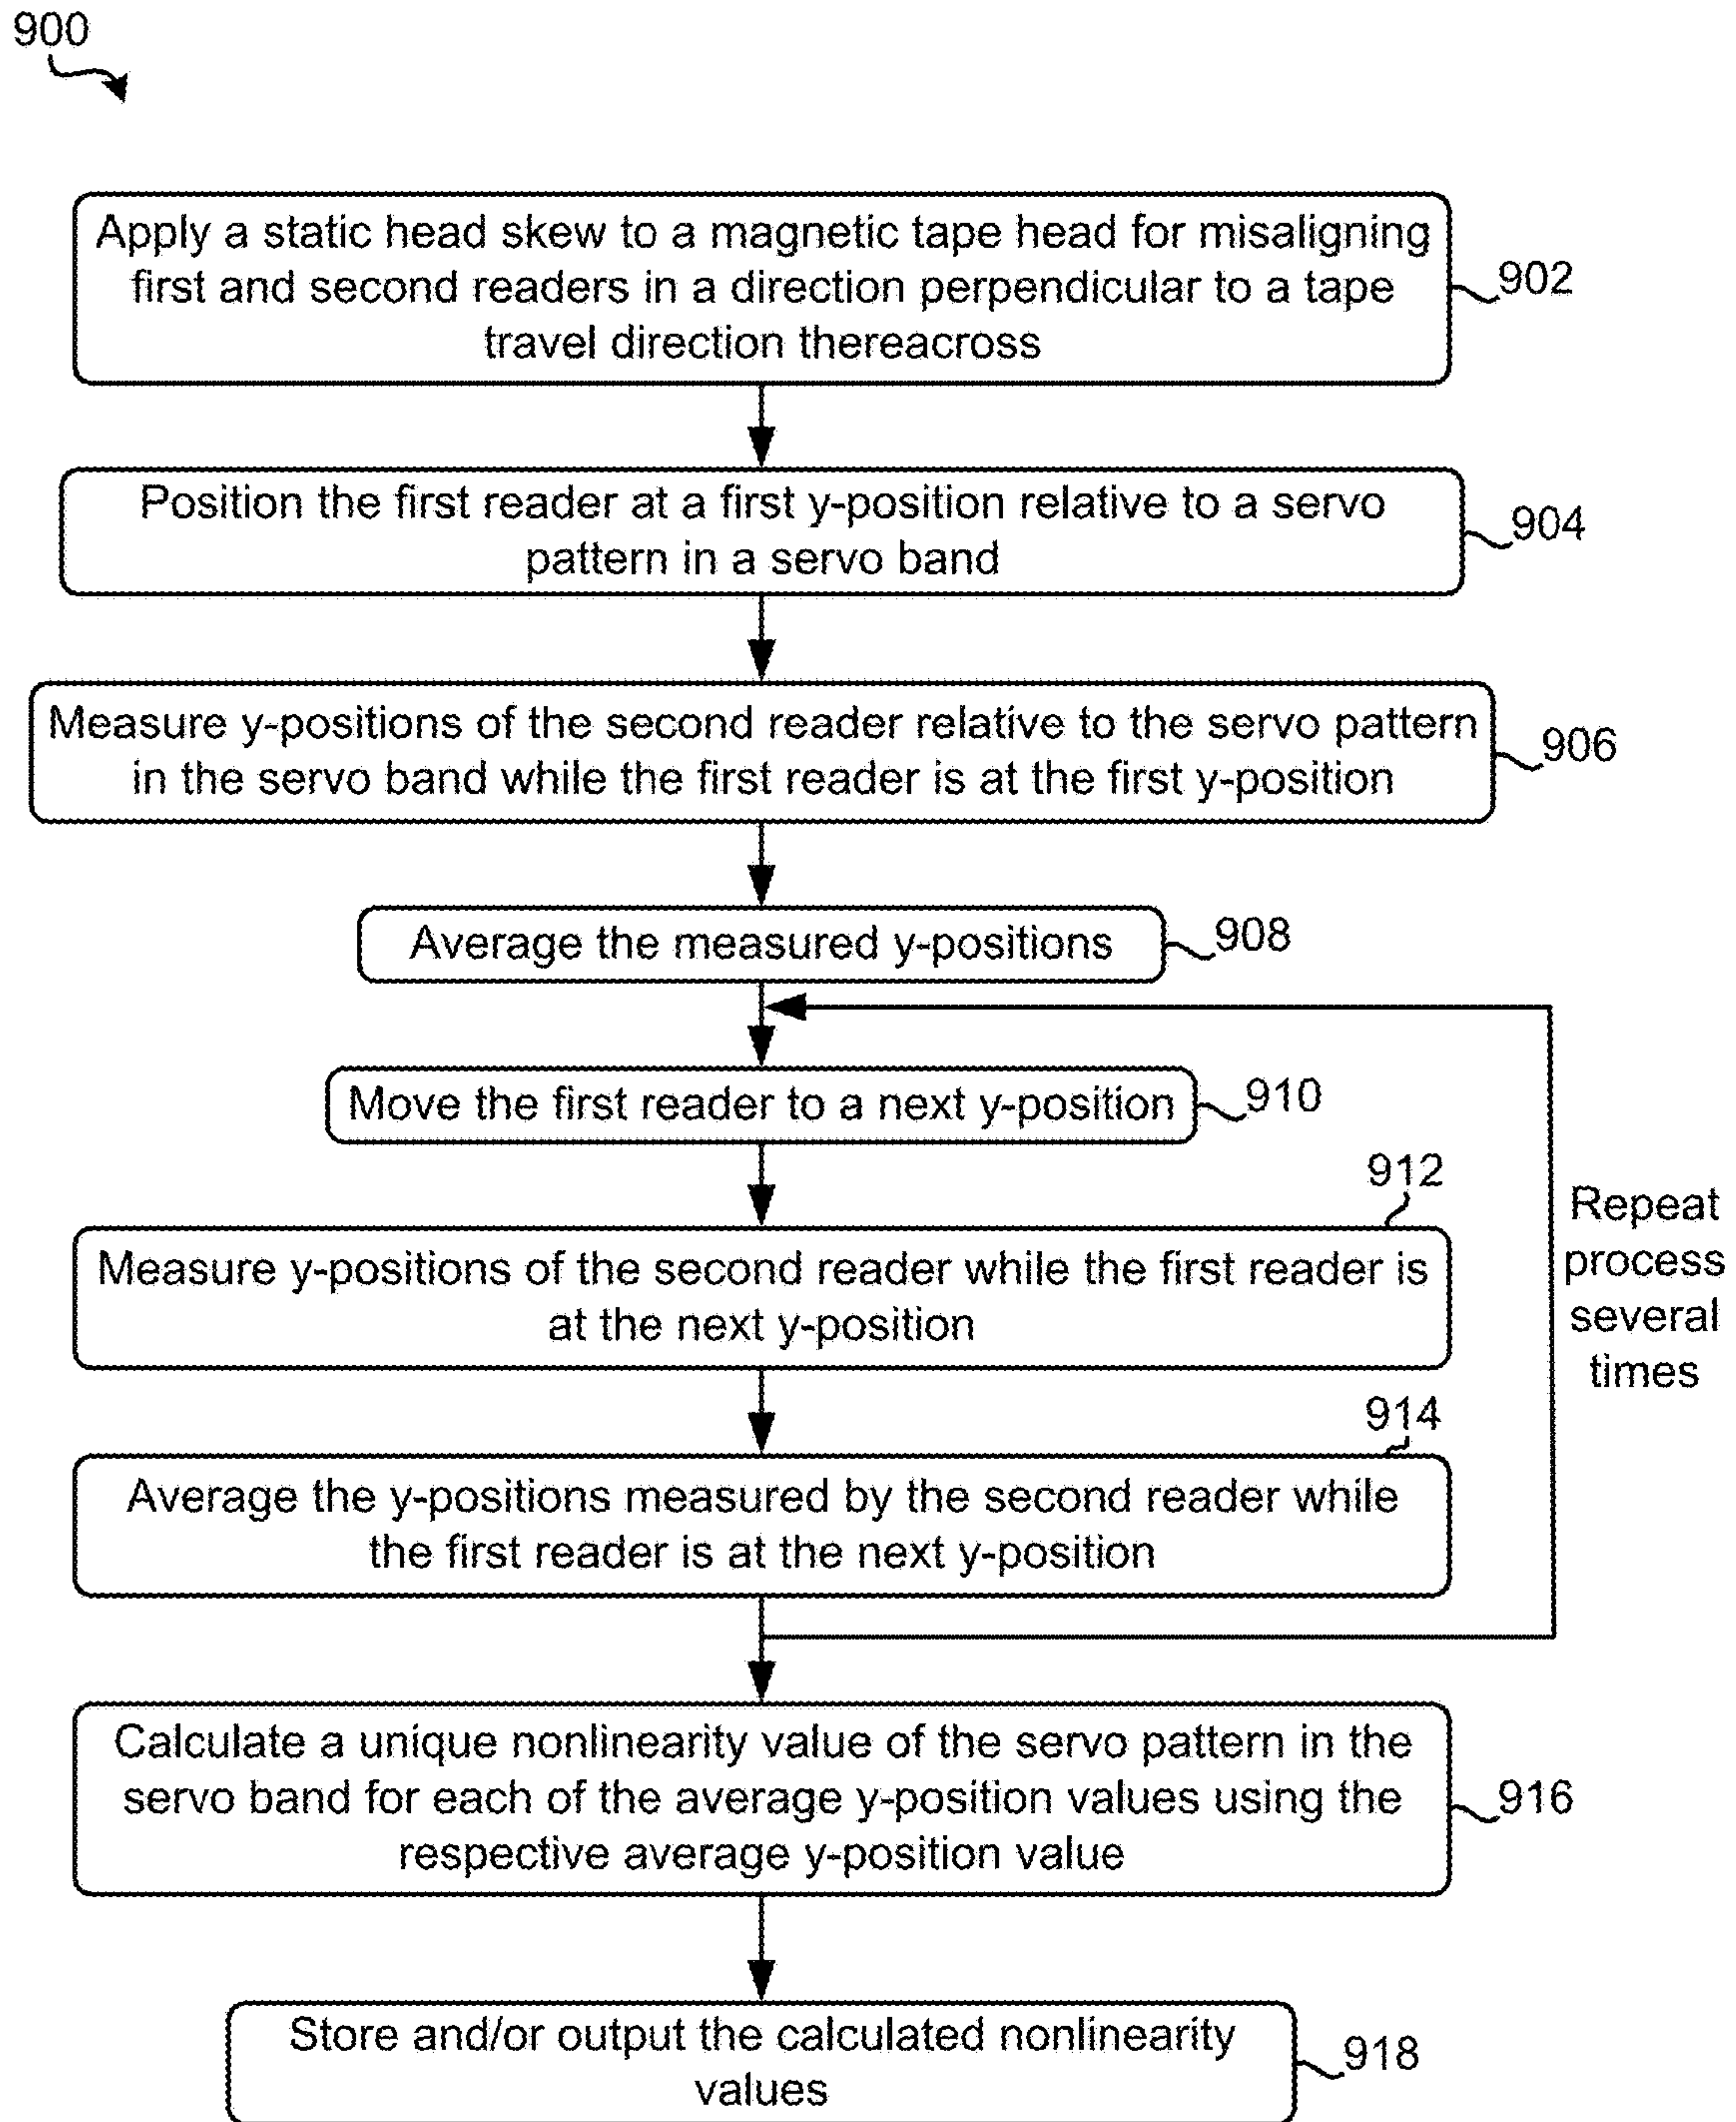 900
Apply a static head skew to a magnetic tape head for misaligning
first and second readers in a direction perpendicular to a tape
travel direction thereacross
902
Position the first reader at a first y-position relative to a servo
pattern in a servo band
904
Measure y-positions of the second reader relative to the servo pattern
in the servo band while the first reader is at the first y-position
906
Average the measured y-positions
908
Move the first reader to a next y-position
910
912
Measure y-positions of the second reader while the first reader is
at the next y-position
Repeat
process
several
times
914
Average the y-positions measured by the second reader while
the first reader is at the next y-position
Calculate a unique nonlinearity value of the servo pattern in the
servo band for each of the average y-position values using the
respective average y-position value
916
Store and/or output the calculated nonlinearity
values
918